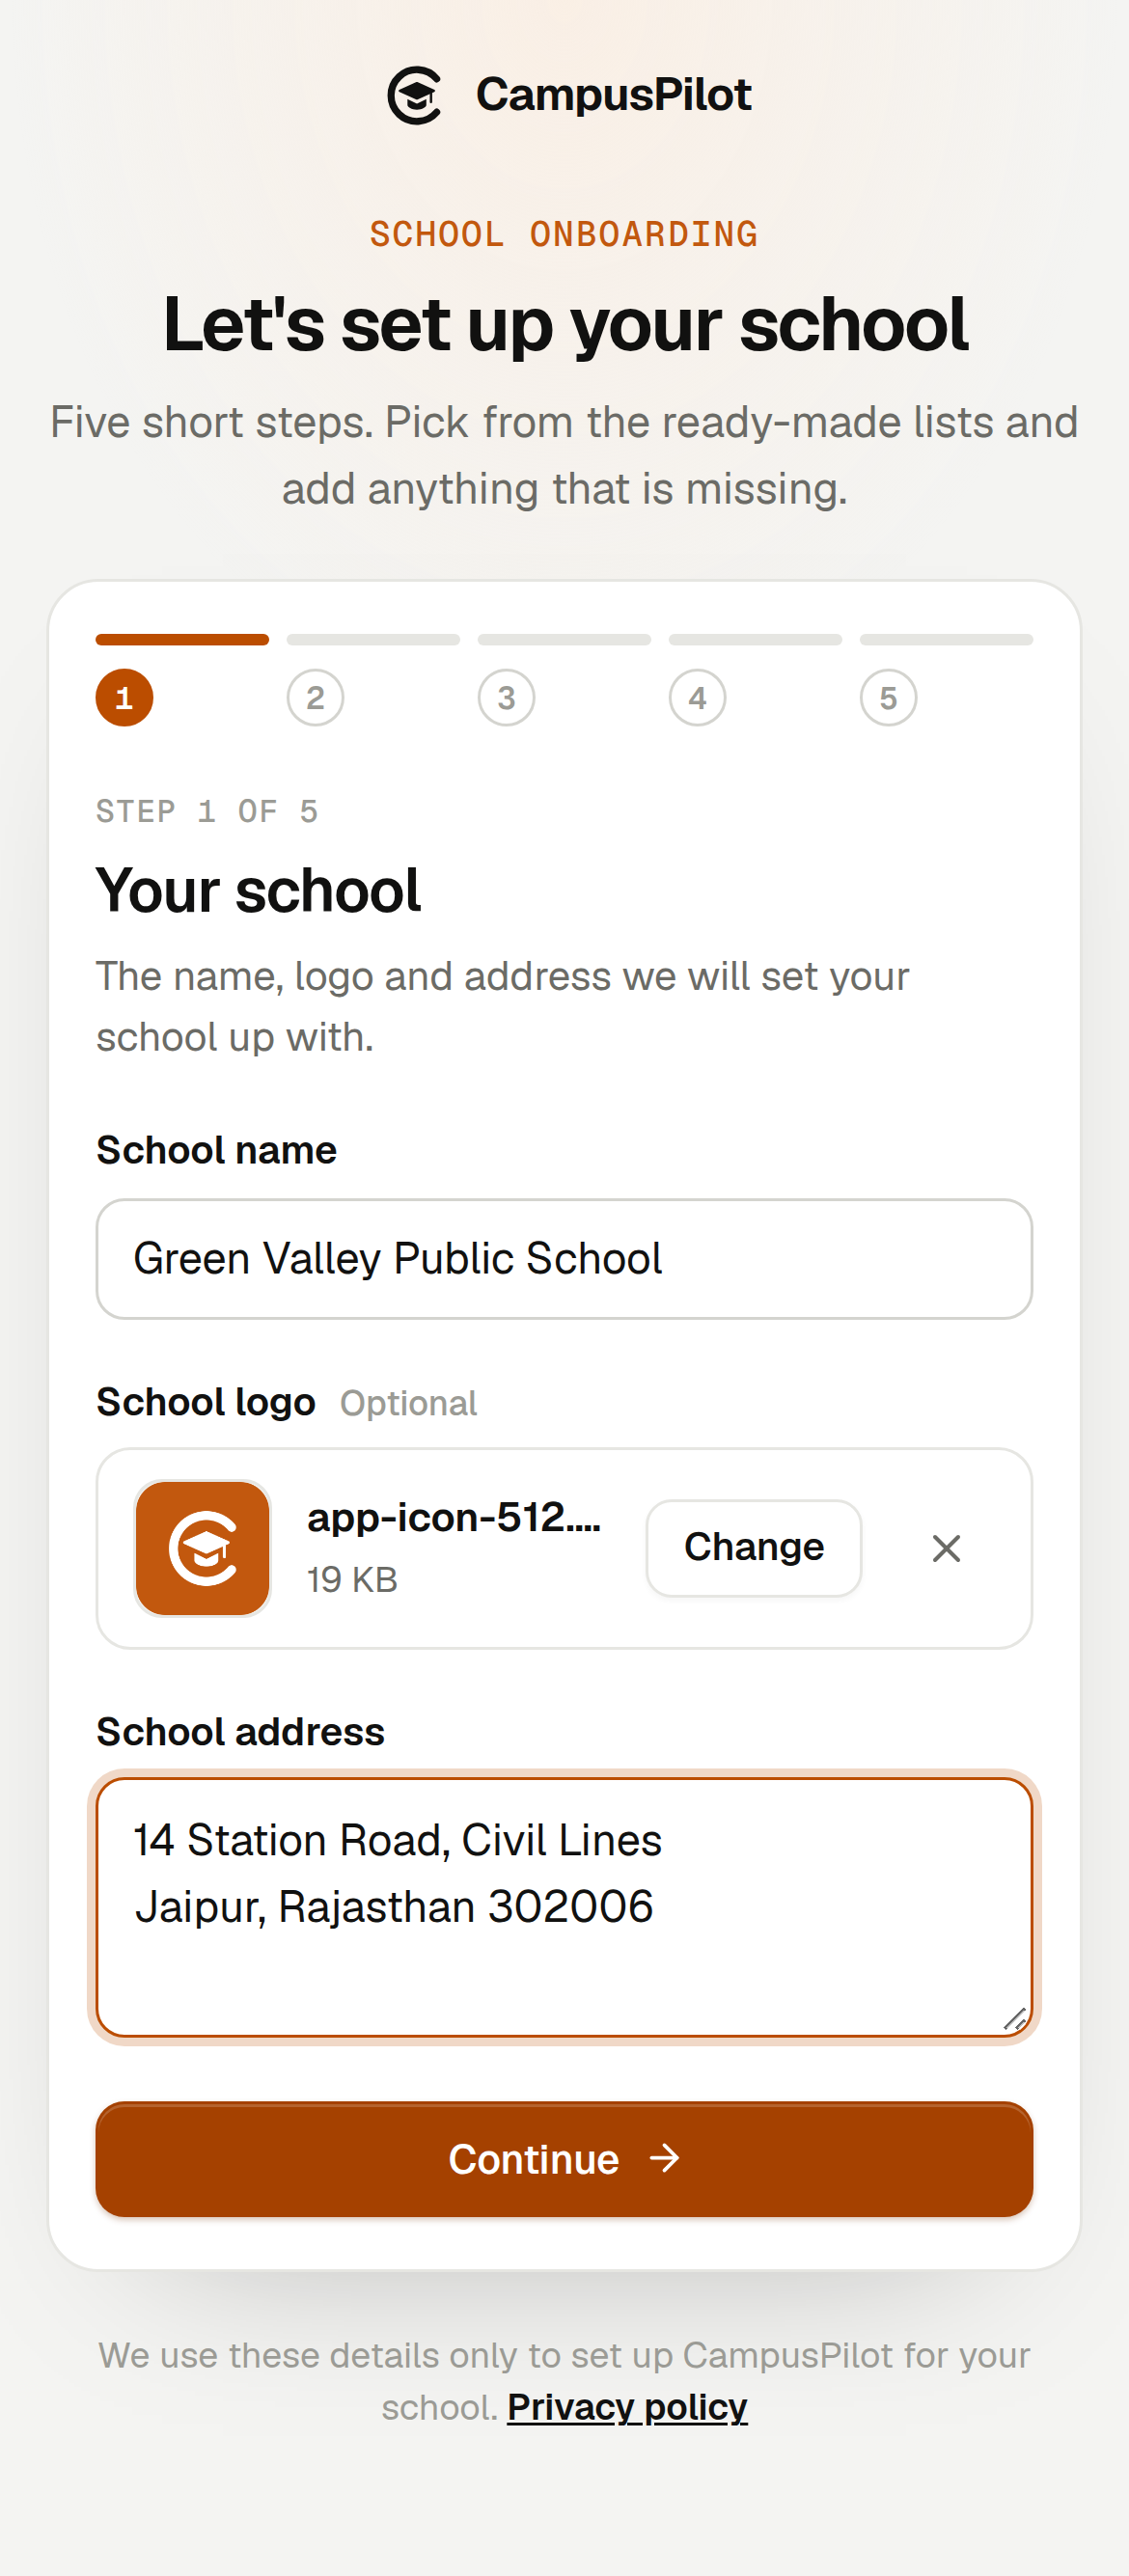 CampusPilot
SCHOOL ONBOARDING
Let's set up your school
Five short steps. Pick from the ready-made lists and
add anything that is missing.
1 2 3 4 5
STEP 1 OF 5
Your school
The name, logo and address we will set your
school up with.
School name
Green Valley Public School
School logo Optional
app-icon-512....
19 KB
Change
School address
14 Station Road, Civil Lines
Jaipur, Rajasthan 302006
Continue
We use these details only to set up CampusPilot for your
school. Privacy policy